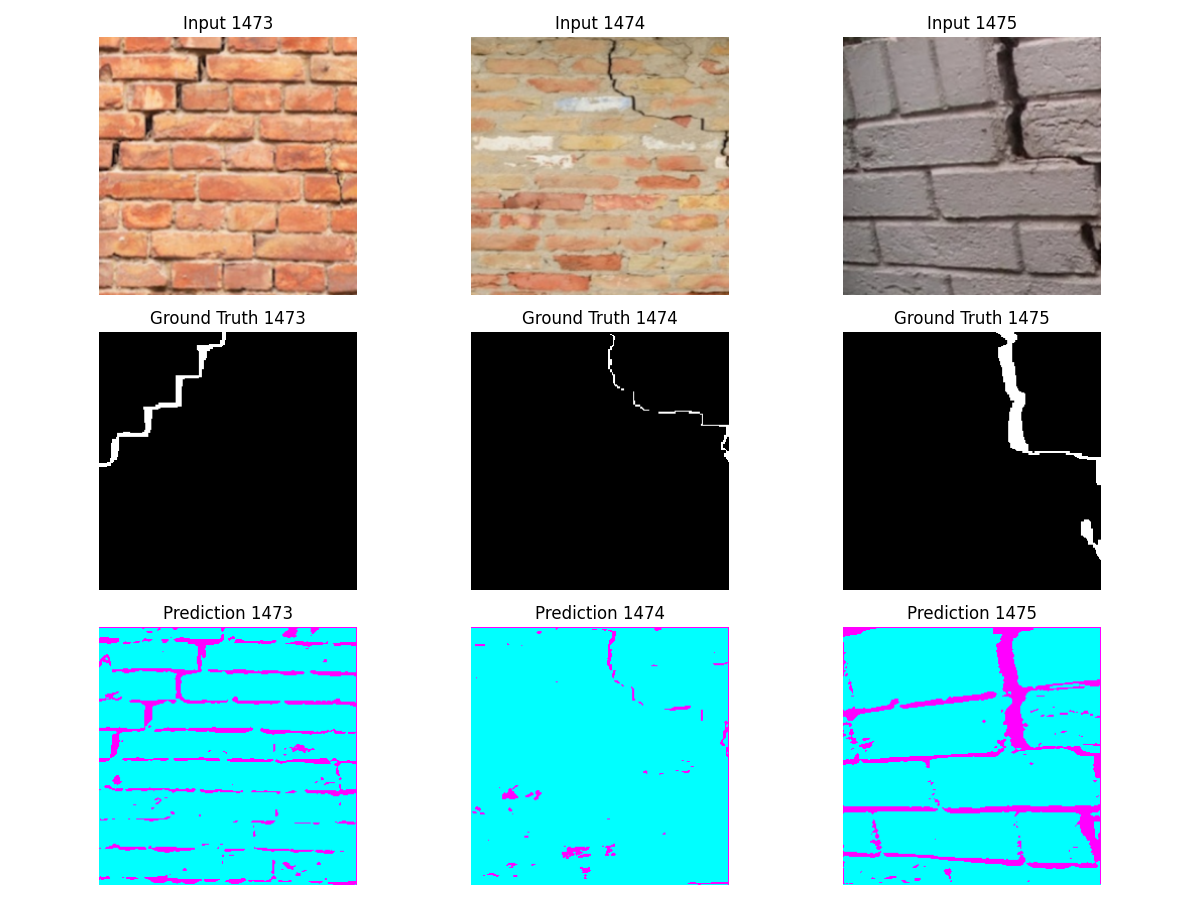 Input 1473
Input 1474
Input 1475
Ground Truth 1473
Ground Truth 1474
Ground Truth 1475
Prediction 1473
Prediction 1474
Prediction 1475